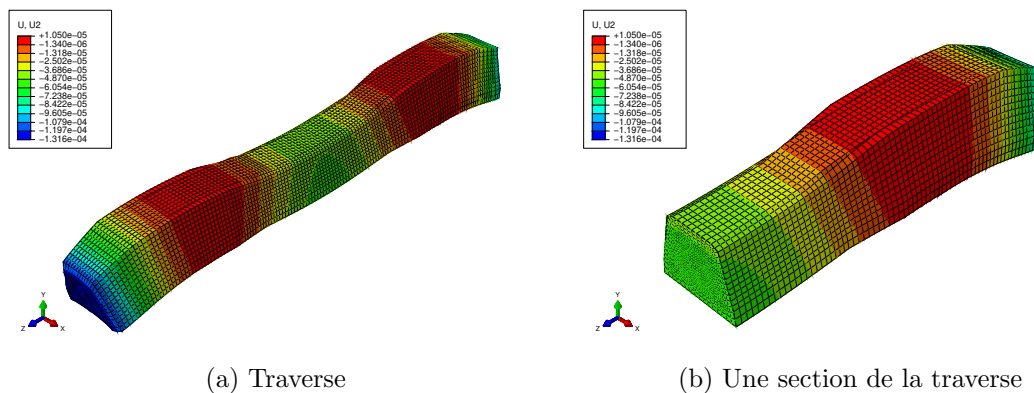 U, U2
+1.050e-05
-1.340e-06
-1.318e-05
-2.502e-05
-3.686e-05
-4.870e-05
-6.054e-05
-7.238e-05
-8.422e-05
-9.605e-05
-1.079e-04
-1.197e-04
-1.316e-04
Y
Z
X
(a) Traverse
U, U2
+1.050e-05
-1.340e-06
-1.318e-05
-2.502e-05
-3.686e-05
-4.870e-05
-6.054e-05
-7.238e-05
-8.422e-05
-9.605e-05
-1.079e-04
-1.197e-04
-1.316e-04
Y
Z
X
(b) Une section de la traverse